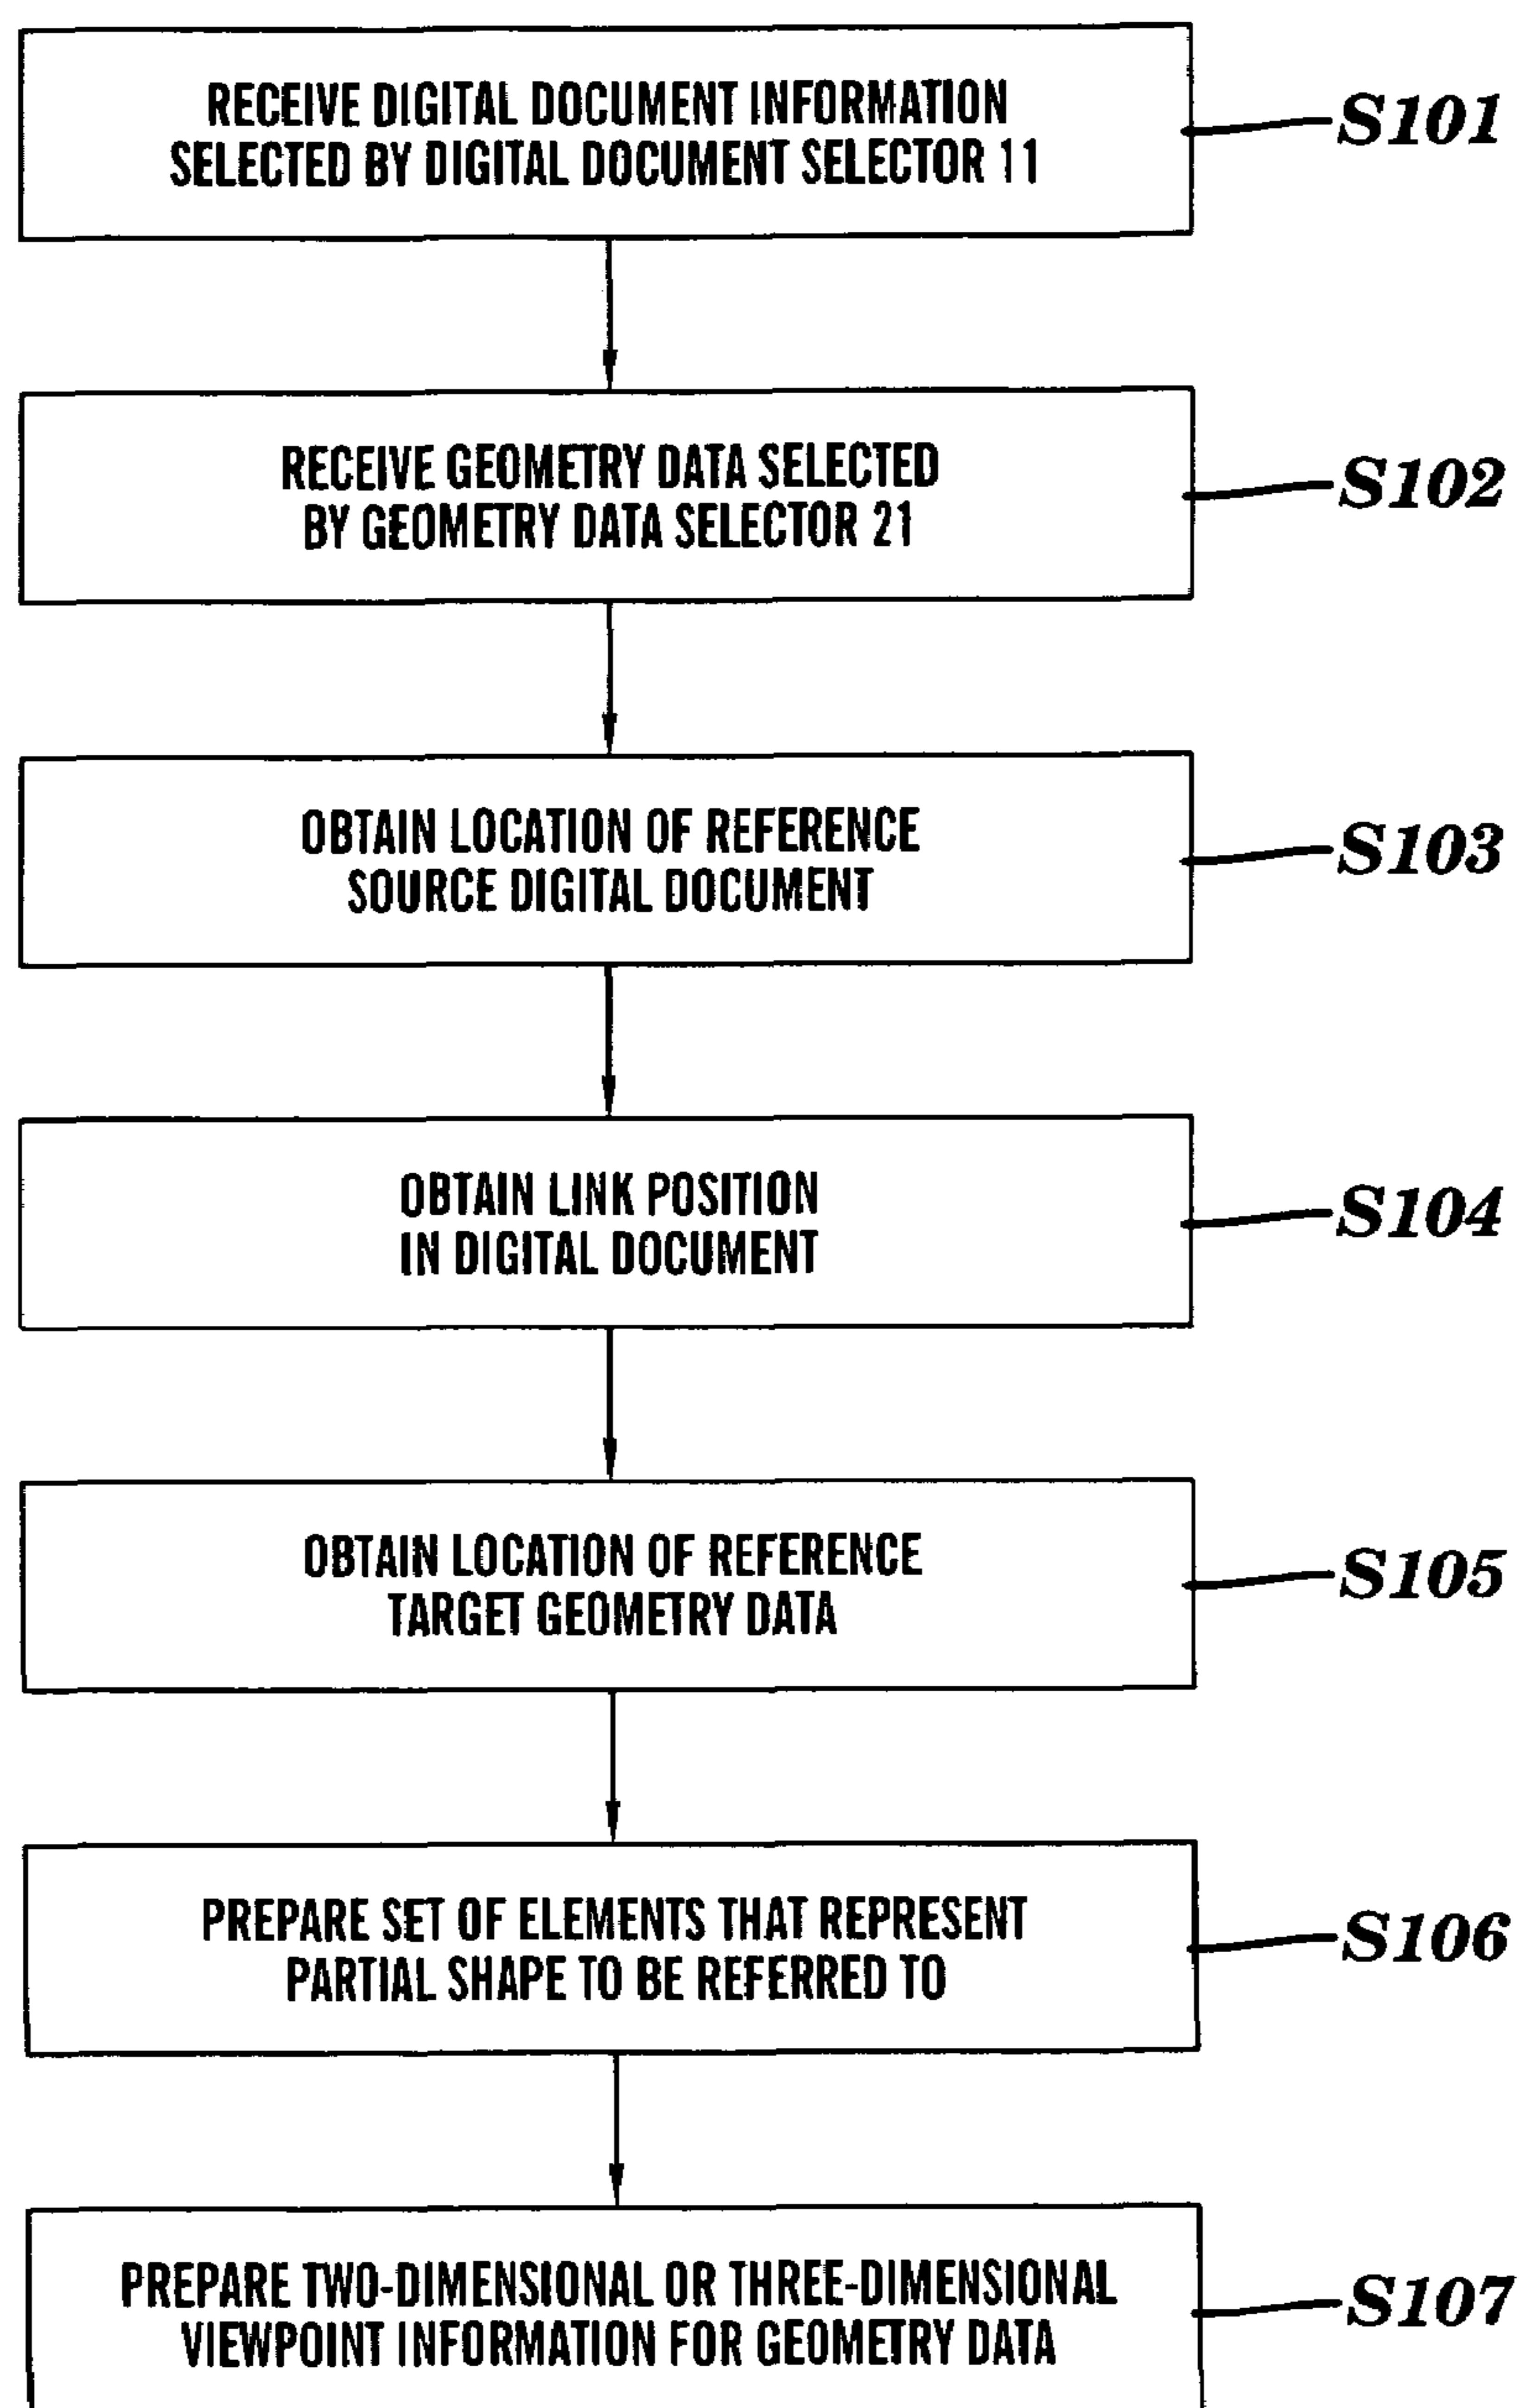 RECEIVE DIGITAL DOCUMENT INFORMATION
SELECTED BY DIGITAL DOCUMENT SELECTOR 11
S101
RECEIVE GEOMETRY DATA SELECTED
BY GEOMETRY DATA SELECTOR 21
S102
OBTAIN LOCATION OF REFERENCE
SOURCE DIGITAL DOCUMENT
S103
OBTAIN LINK POSITION
IN DIGITAL DOCUMENT
S104
OBTAIN LOCATION OF REFERENCE
TARGET GEOMETRY DATA
S105
PREPARE SET OF ELEMENTS THAT REPRESENT
PARTIAL SHAPE TO BE REFERRED TO
S106
PREPARE TWO-DIMENSIONAL OR THREE-DIMENSIONAL
VIEWPOINT INFORMATION FOR GEOMETRY DATA
S107